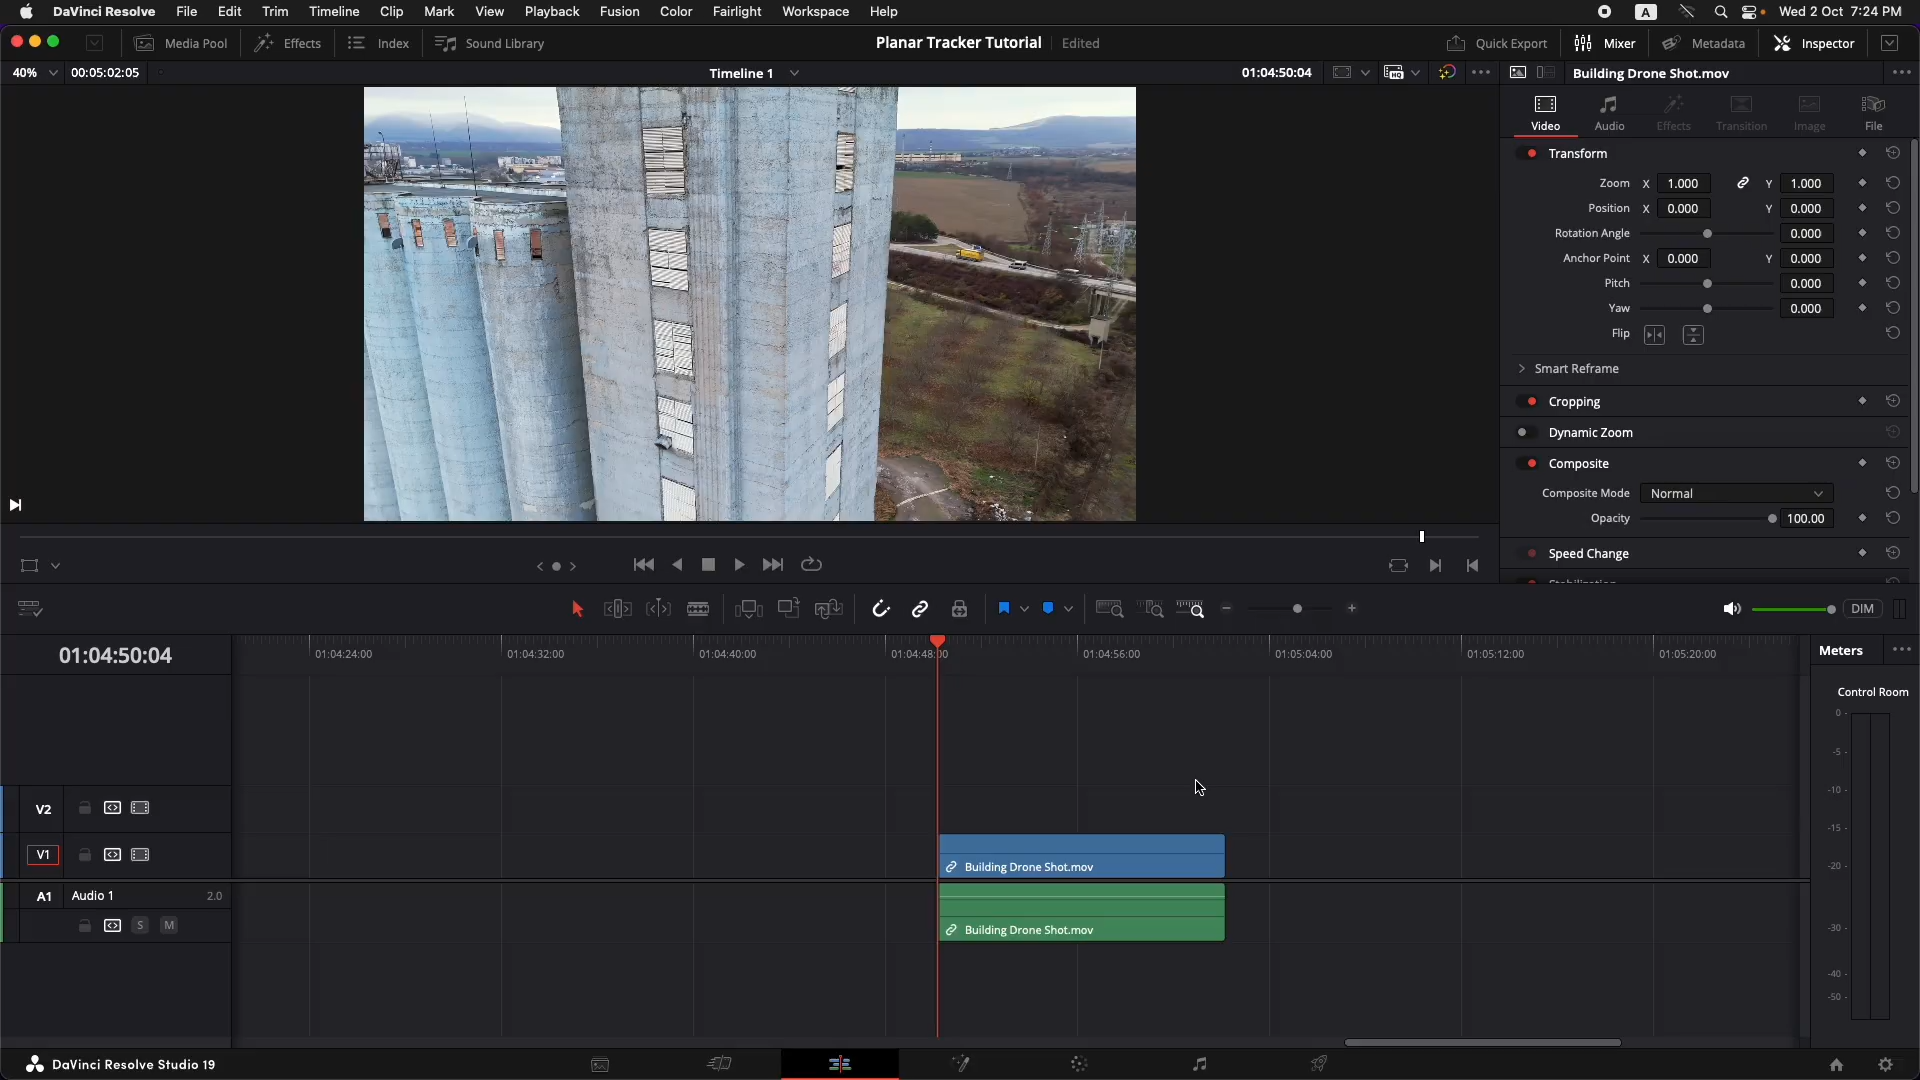 DaVinci Resolve File Edit Trim Timeline Clip Mark View Playback Fusion Color Fairlight Workspace Help A Wed 2 Oct 7:24 PM
Media Pool Effects Index Sound Library Planar Tracker Tutorial Edited Quick Export Mixer Metadata Inspector
40% 00:05:02:05 Timeline 1 01:04:50:04 HQ Building Drone Shot.mov
Video Audio Effects Transition Image File
Transform
Zoom X 1.000 Y 1.000
Position X 0.000 Y 0.000
Rotation Angle 0.000
Anchor Point X 0.000 Y 0.000
Pitch 0.000
Yaw 0.000
Flip
Smart Reframe
Cropping
Dynamic Zoom
Composite
Composite Mode Normal
Opacity 100.00
Speed Change
DIM
01:04:50:04 01:04:24:00 01:04:32:00 01:04:40:00 01:04:48:00 01:04:56:00 01:05:04:00 01:05:12:00 01:05:20:00
Meters
Control Room
0
-5
-10
-15
-20
-30
-40
-50
V2
V1 Building Drone Shot.mov
A1 Audio 1 2.0
S M Building Drone Shot.mov
DaVinci Resolve Studio 19